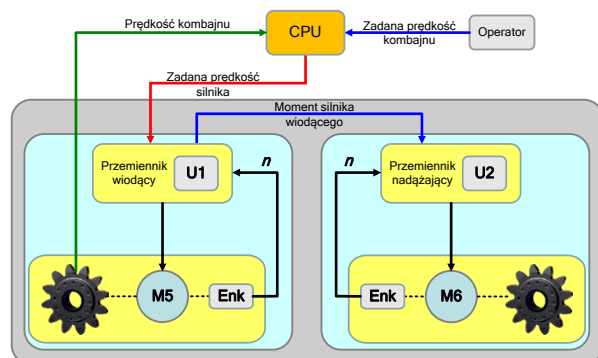 Prędkość kombajnu
CPU
Zadana prędkość
kombajnu
Operator
Zadana prędkość
silnika
Moment silnika
wiodącego
Przemiennik
wiodący
U1
n
n
Przemiennik
nadążający
U2
M5
Enk
Enk
M6